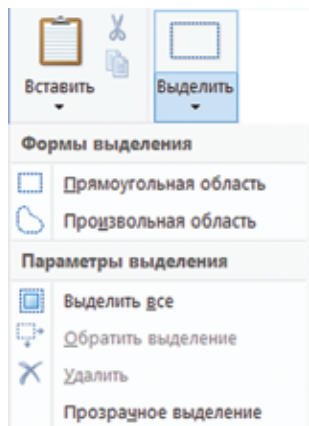 Вставить
Выделить
Формы выделения
Прямоугольная область
Произвольная область
Параметры выделения
Выделить все
Обратить выделение
Удалить
Прозрачное выделение